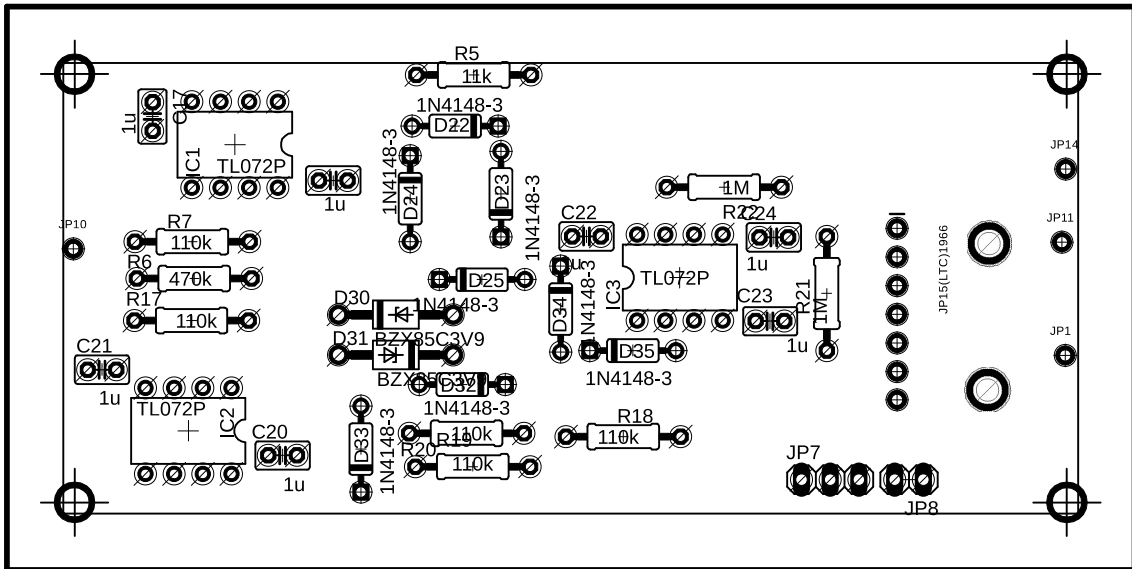 R5
11k
C17
1u
1N4148-3
D22
IC1
TL072P
1N4148-3
D24
D23
1N4148-3
JP14
1M
R22
1u
R7
110k
JP10
C22
1u
C24
1u
JP11
R6
470k
D25
1N4148-3
IC3
TL072P
JP15(LTC)1966
R17
110k
D30
BZX85C3V9
D34
1N4148-3
C23
1u
R21
1M
JP1
D31
BZX85C3V9
D35
1N4148-3
C21
1u
D32
1N4148-3
TL072P
IC2
C20
1u
D33
1N4148-3
110k
R19
R20
110k
R18
110k
JP7
JP8